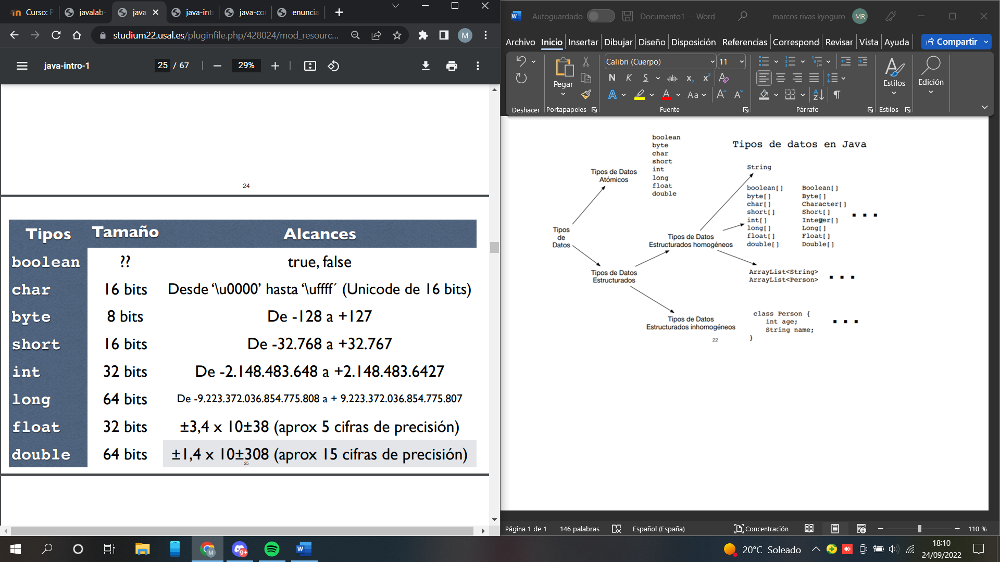 Curso: P
javalab-
java
java-int
java-cor
enuncia
studium22.usal.es/pluginfile.php/428024/mod_resourc...
M
java-intro-1
25 / 67
29%
24
Tipos Tamaño Alcances
boolean ?? true, false
char 16 bits Desde ‘\u0000’ hasta ‘\uffff´ (Unicode de 16 bits)
byte 8 bits De -128 a +127
short 16 bits De -32.768 a +32.767
int 32 bits De -2.148.483.648 a +2.148.483.6427
long 64 bits De -9.223.372.036.854.775.808 a + 9.223.372.036.854.775.807
float 32 bits ±3,4 x 10±38 (aprox 5 cifras de precisión)
double 64 bits ±1,4 x 10±308 (aprox 15 cifras de precisión)
25
Autoguardado
Documento1 - Word
marcos rivas kyoguro
MR
Archivo Inicio Insertar Dibujar Diseño Disposición Referencias Correspond Revisar Vista Ayuda
Compartir
Pegar
Calibri (Cuerpo) 11
N K S ab x₂ x²
A A Aa A A
Estilos
Edición
Deshacer Portapapeles Fuente Párrafo Estilos
Tipos de datos en Java
Tipos
de
Datos
Tipos de Datos
Atómicos
boolean
byte
char
short
int
long
float
double
Tipos de Datos
Estructurados
Tipos de Datos
Estructurados homogéneos
String
boolean[] Boolean[]
byte[] Byte[]
char[] Character[]
short[] Short[]
int[] Integer[]
long[] Long[]
float[] Float[]
double[] Double[]
...
ArrayList<String>
ArrayList<Person>
...
Tipos de Datos
Estructurados inhomogéneos
class Person {
int age;
String name;
}
...
22
Página 1 de 1 146 palabras Español (España) Concentración 110 %
9+
20°C Soleado
18:10
24/09/2022